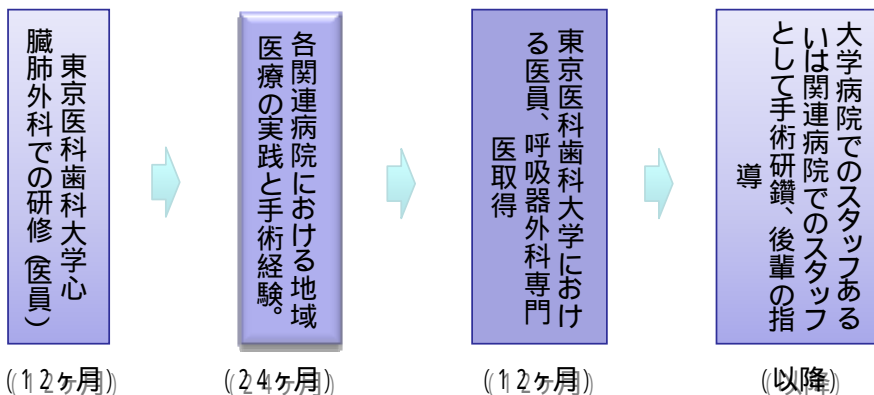 東京医科歯科大学心
臓肺外科での研修（医員）
各関連病院における地域
医療の実践と手術経験。
東京医科歯科大学におけ
る医員、呼吸器外科専門
医取得
大学病院でのスタッフある
いは関連病院でのスタッフ
として手術研鑽、後輩の指
導
(12ヶ月)
(24ヶ月)
(12ヶ月)
(以降)